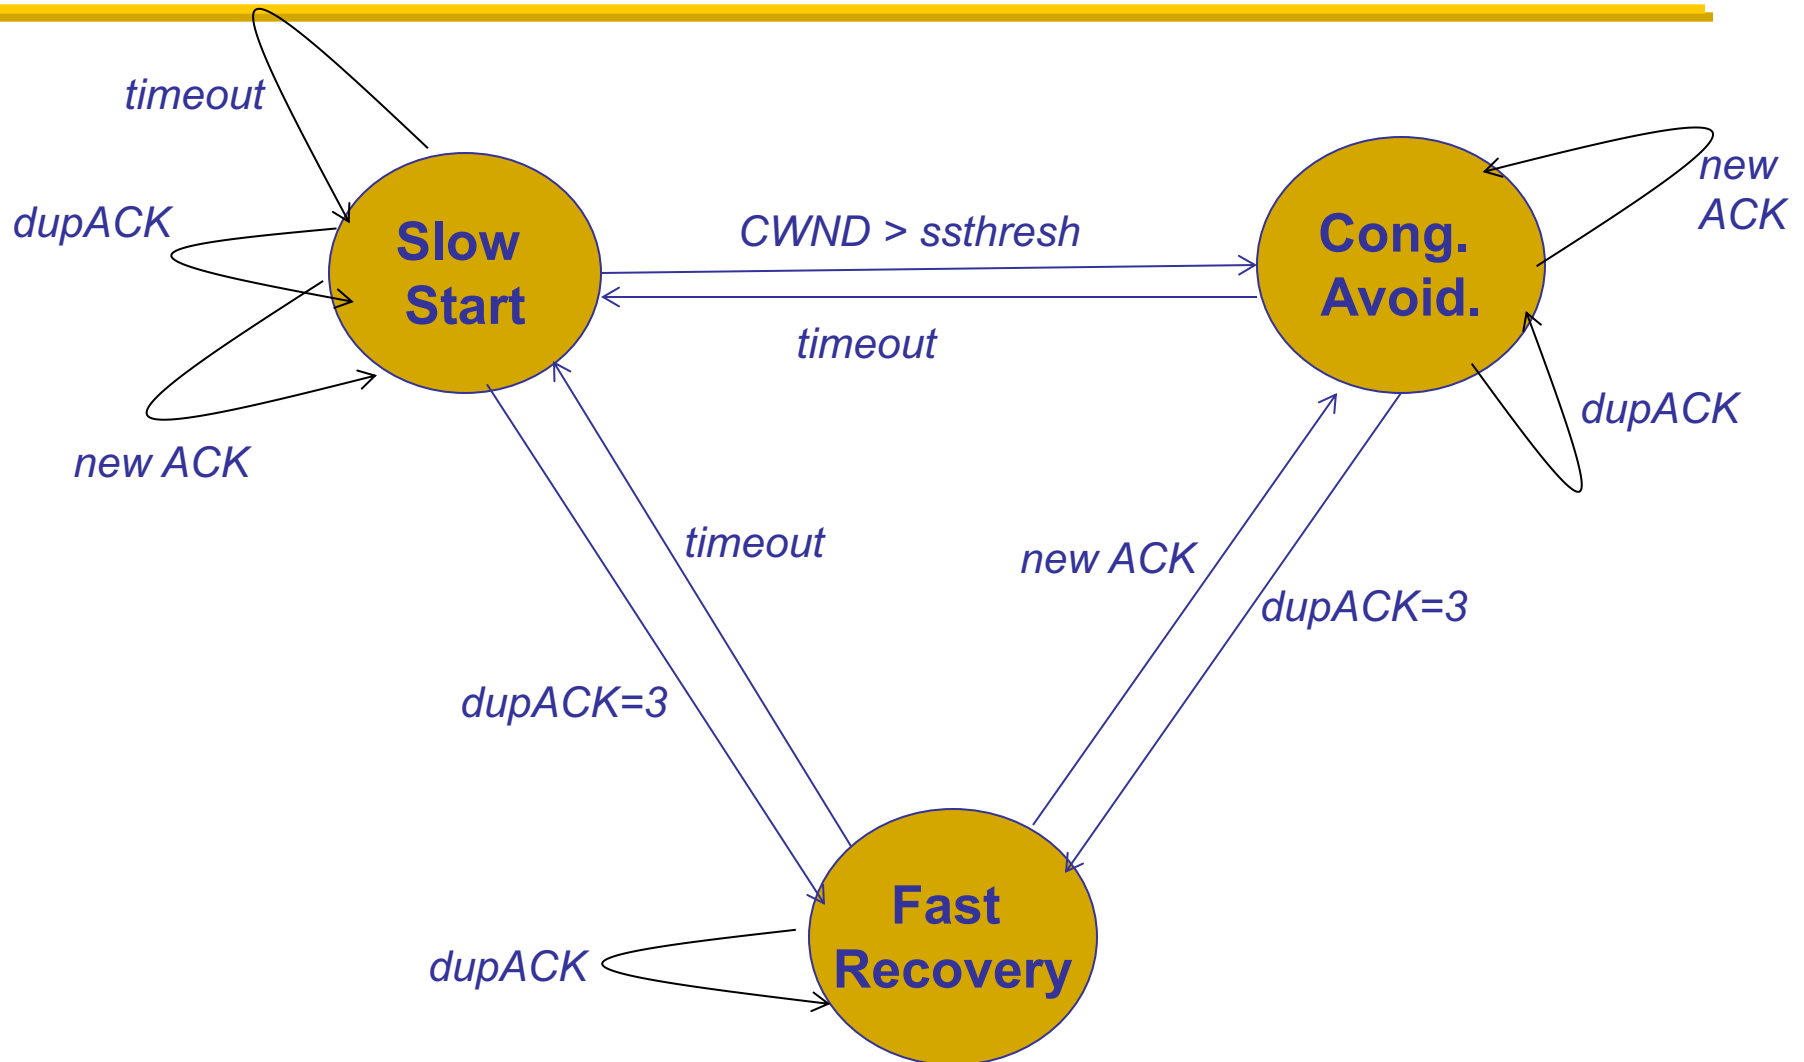 timeout
dupACK
Slow
Start
new ACK
CWND > ssthresh
timeout
Cong.
Avoid.
new
ACK
dupACK
timeout
dupACK=3
new ACK
dupACK=3
Fast
Recovery
dupACK